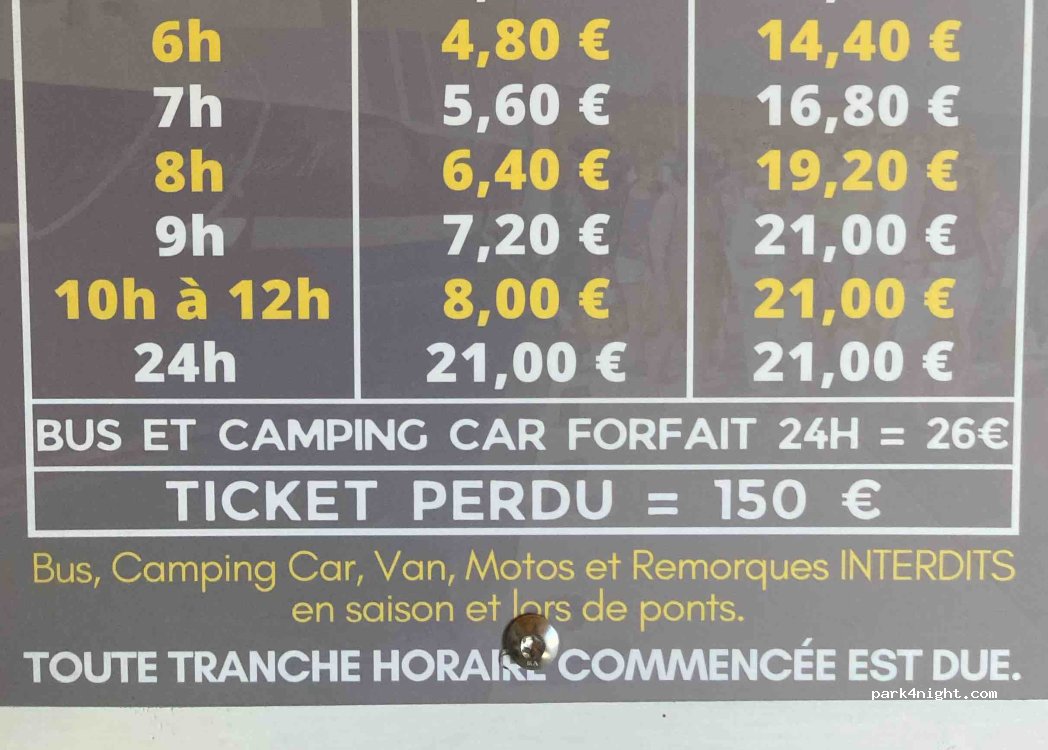 6h 4,80 € 14,40 €
7h 5,60 € 16,80 €
8h 6,40 € 19,20 €
9h 7,20 € 21,00 €
10h à 12h 8,00 € 21,00 €
24h 21,00 € 21,00 €
BUS ET CAMPING CAR FORFAIT 24H = 26€
TICKET PERDU = 150 €
Bus, Camping Car, Van, Motos et Remorques INTERDITS
en saison et lors de ponts.
TOUTE TRANCHE HORAIRE COMMENCÉE EST DUE.
park4night.com